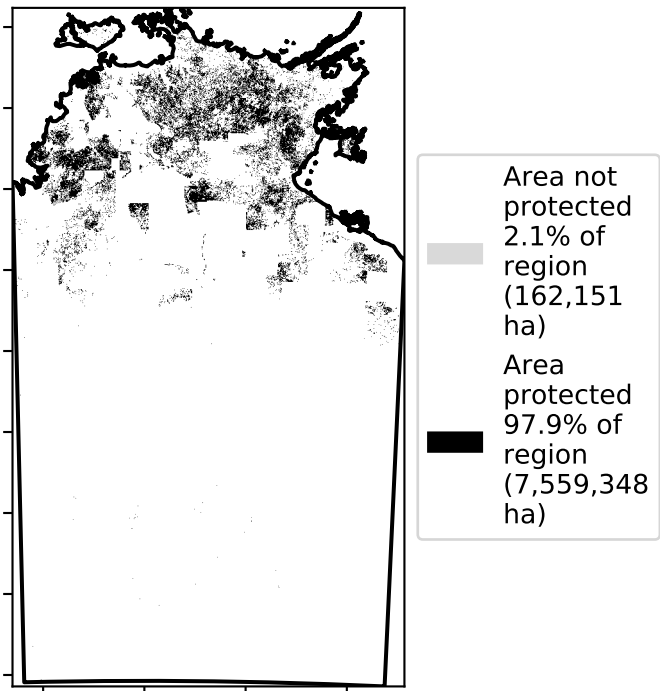 Area not
protected
2.1% of
region
(162,151
ha)
Area
protected
97.9% of
region
(7,559,348
ha)